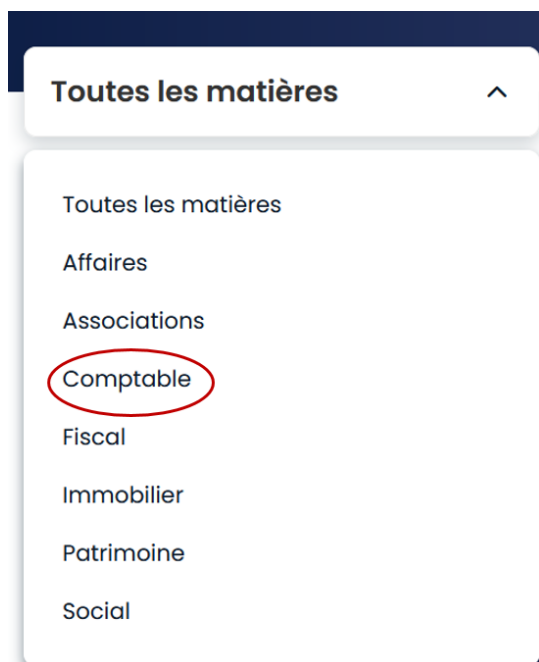 Toutes les matières
Toutes les matières
Affaires
Associations
Comptable
Fiscal
Immobilier
Patrimoine
Social